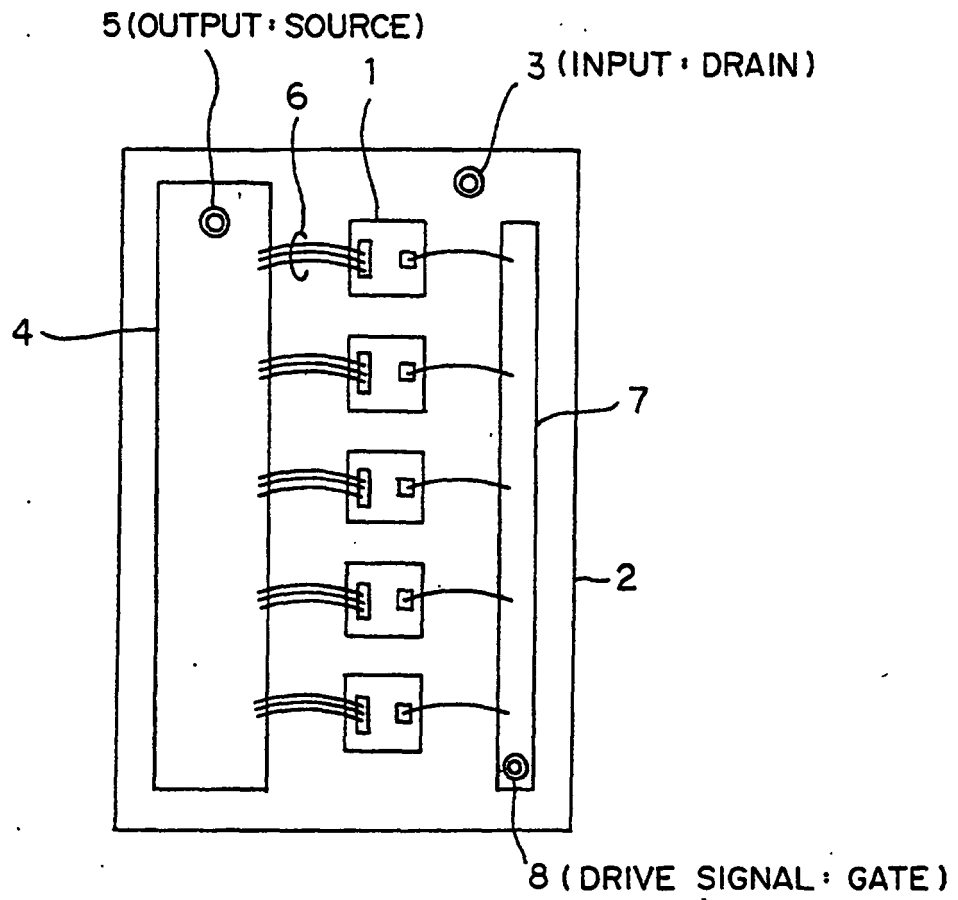 5 (OUTPUT : SOURCE)
3 (INPUT : DRAIN)
1
6
4
7
2
8 (DRIVE SIGNAL : GATE)